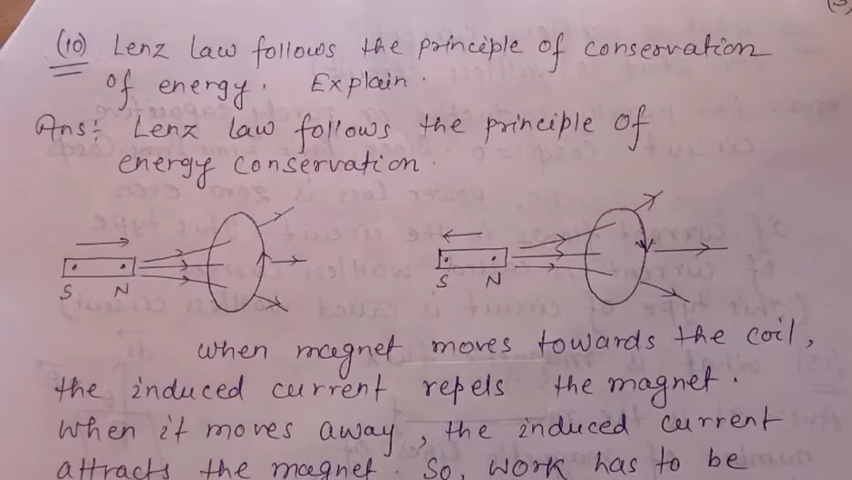 (10) Lenz law follows the principle of conservation
of energy. Explain.
Ans: Lenz law follows the principle of
energy conservation.
S N S N
when magnet moves towards the coil,
the induced current repels the magnet.
When it moves away, the induced current
attracts the magnet. So, work has to be